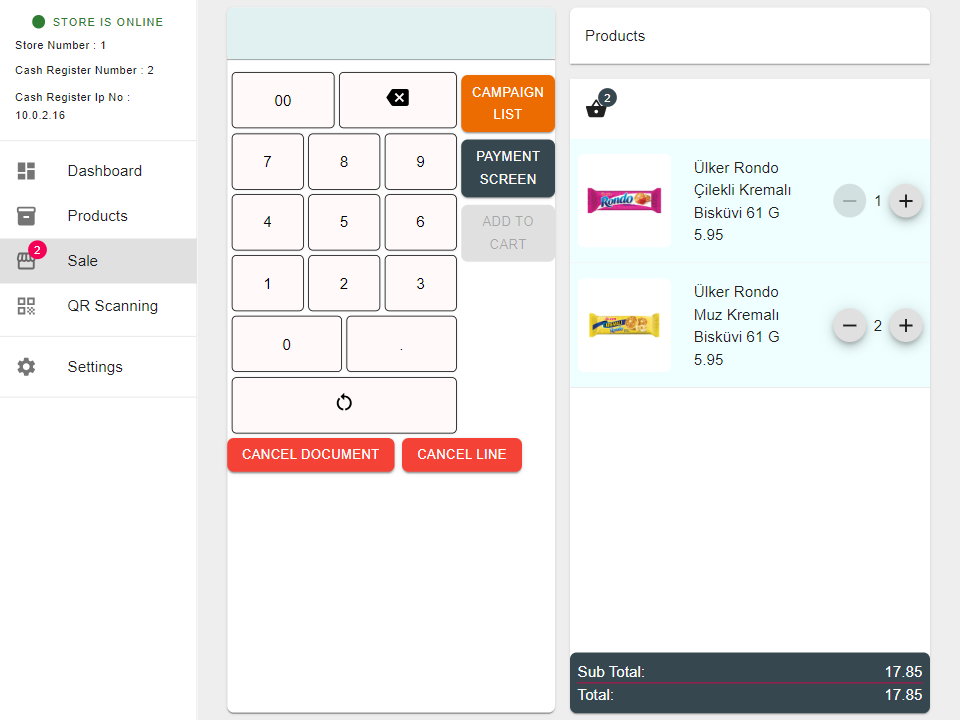 STORE IS ONLINE
Store Number : 1
Cash Register Number : 2
Cash Register Ip No :
10.0.2.16
Dashboard
Products
2
Sale
QR Scanning
Settings
00
7 8 9
4 5 6
1 2 3
0 .
CAMPAIGN
LIST
PAYMENT
SCREEN
ADD TO
CART
CANCEL DOCUMENT CANCEL LINE
Products
2
Rondo
Ülker Rondo
Çilekli Kremalı
Bisküvi 61 G
5.95
1
Ülker Rondo
Muz Kremalı
Bisküvi 61 G
5.95
2
Sub Total: 17.85
Total: 17.85